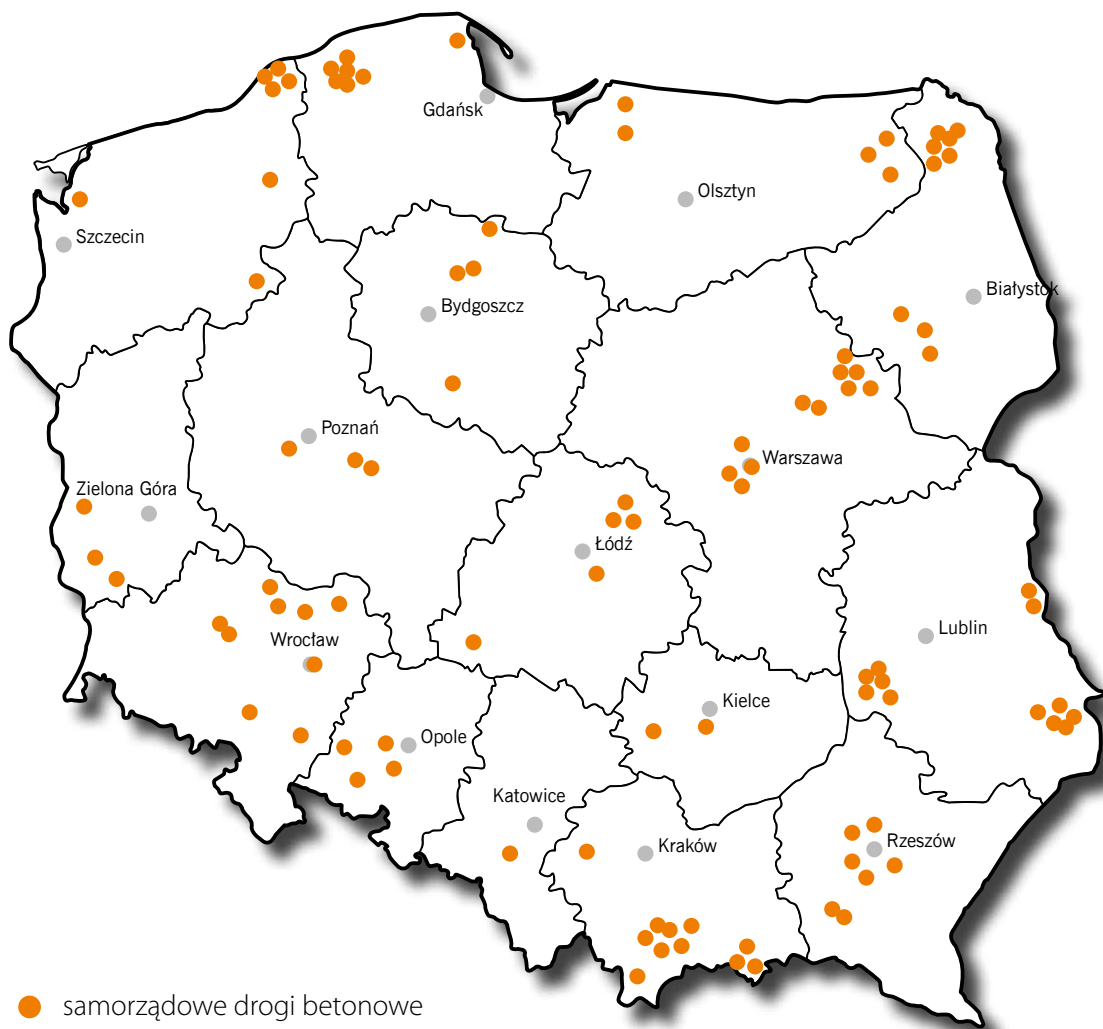 Gdańsk
Olsztyn
Szczecin
Białystok
Bydgoszcz
Poznań
Warszawa
Zielona Góra
Łódź
Lublin
Wrocław
Kielce
Opole
Katowice
Kraków
Rzeszów
samorządowe drogi betonowe